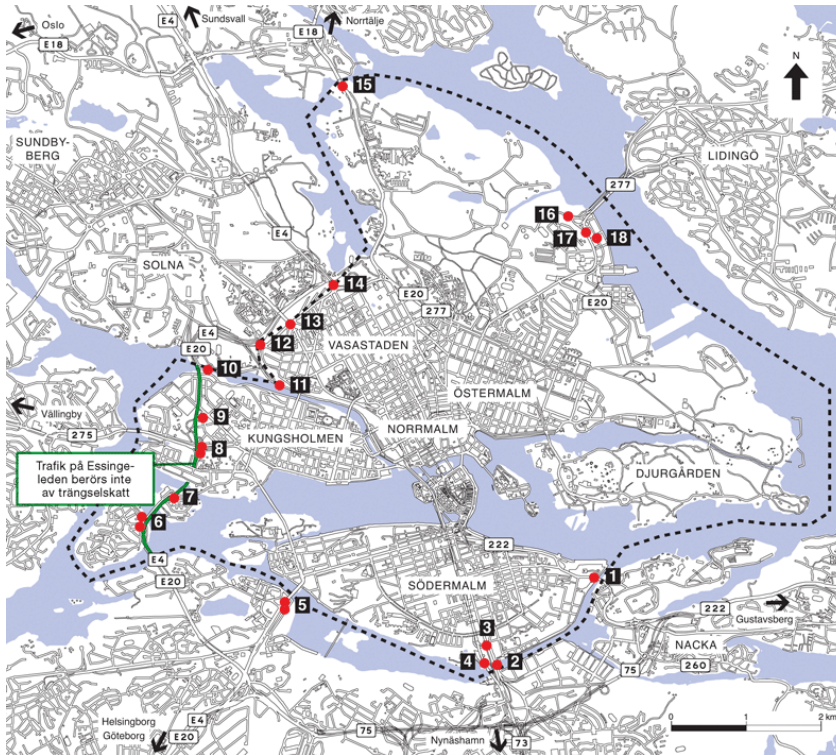 Oslo
E18
E4
Sundsvall
E18
Norrtälje
N
15
SUNDBY-
BERG
LIDINGÖ
277
16
17
18
E4
SOLNA
14
E20
277
E20
13
E4
12
VASASTADEN
E20
10
11
ÖSTERMALM
Vällingby
275
9
KUNGSHOLMEN
NORRMALM
8
Trafik på Essinge-
leden berörs inte
av trängselskatt
DJURGÅRDEN
7
6
222
E4
E20
SÖDERMALM
1
5
222
Gustavsberg
3
4
2
NACKA
75
260
Helsingborg
Göteborg
E4
E20
75
Nynäshamn
73
0
1
2 km